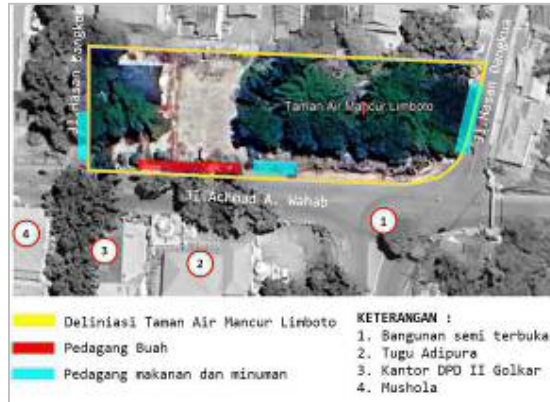 Jl.Hasan Dangkua
Taman Air Mancur Limboto
Jl.Hasan Dangkua
Jl.Achmad A. Wahab
1
2
3
4
Deliniasi Taman Air Mancur Limboto
Pedagang Buah
Pedagang makanan dan minuman
KETERANGAN :
1. Bangunan semi terbuka
2. Tugu Adipura
3. Kantor DPD II Golkar
4. Mushola